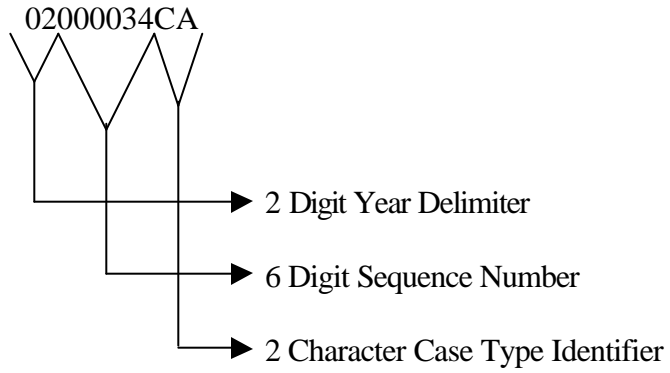 02000034CA
2 Digit Year Delimiter
6 Digit Sequence Number
2 Character Case Type Identifier